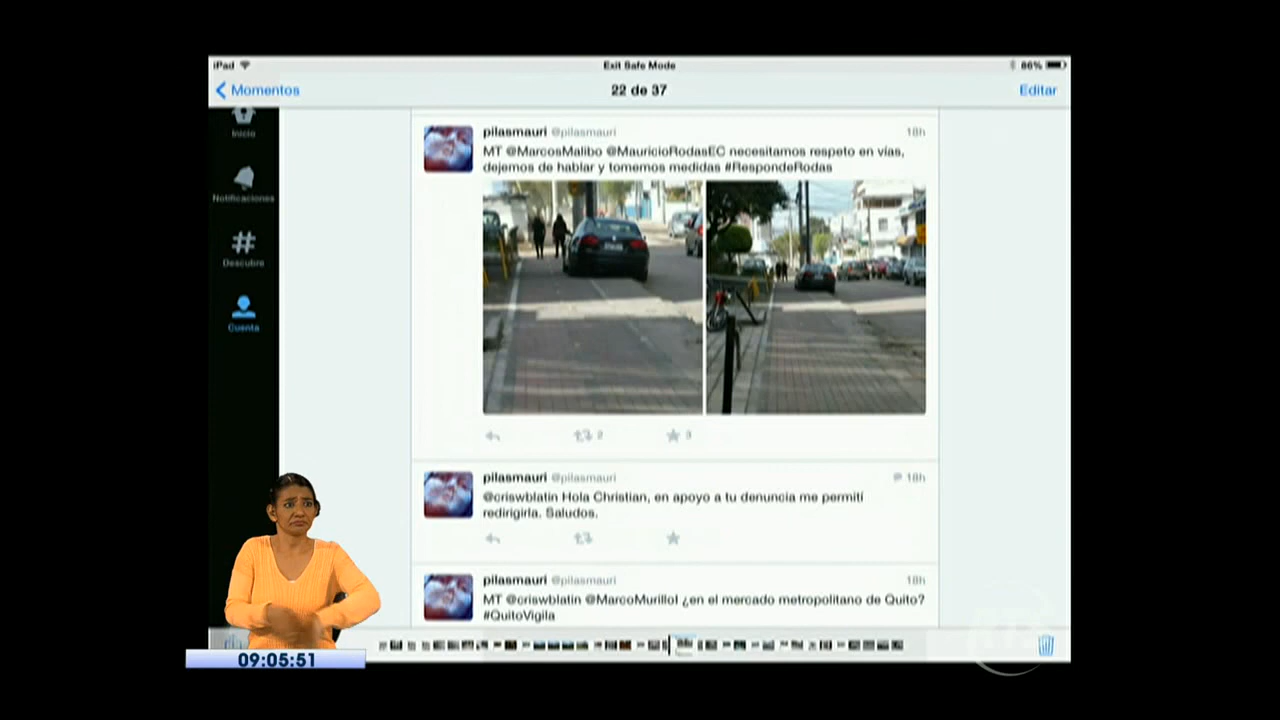 iPad
Exit Safe Mode
86%
Momentos
22 de 37
Editar
Inicio
Notificaciones
#
Descubre
Cuenta
pilasmauri @pilasmauri
18h
MT @MarcosMalibo @MauricioRodasEC necesitamos respeto en vías,
dejemos de hablar y tomemos medidas #RespondeRodas
2
3
pilasmauri @pilasmauri
18h
@criswblatin Hola Christian, en apoyo a tu denuncia me permití
redirigirla. Saludos.
pilasmauri @pilasmauri
18h
MT @criswblatin @MarcoMurilloI ¿en el mercado metropolitano de Quito?
#QuitoVigila
09:05:51